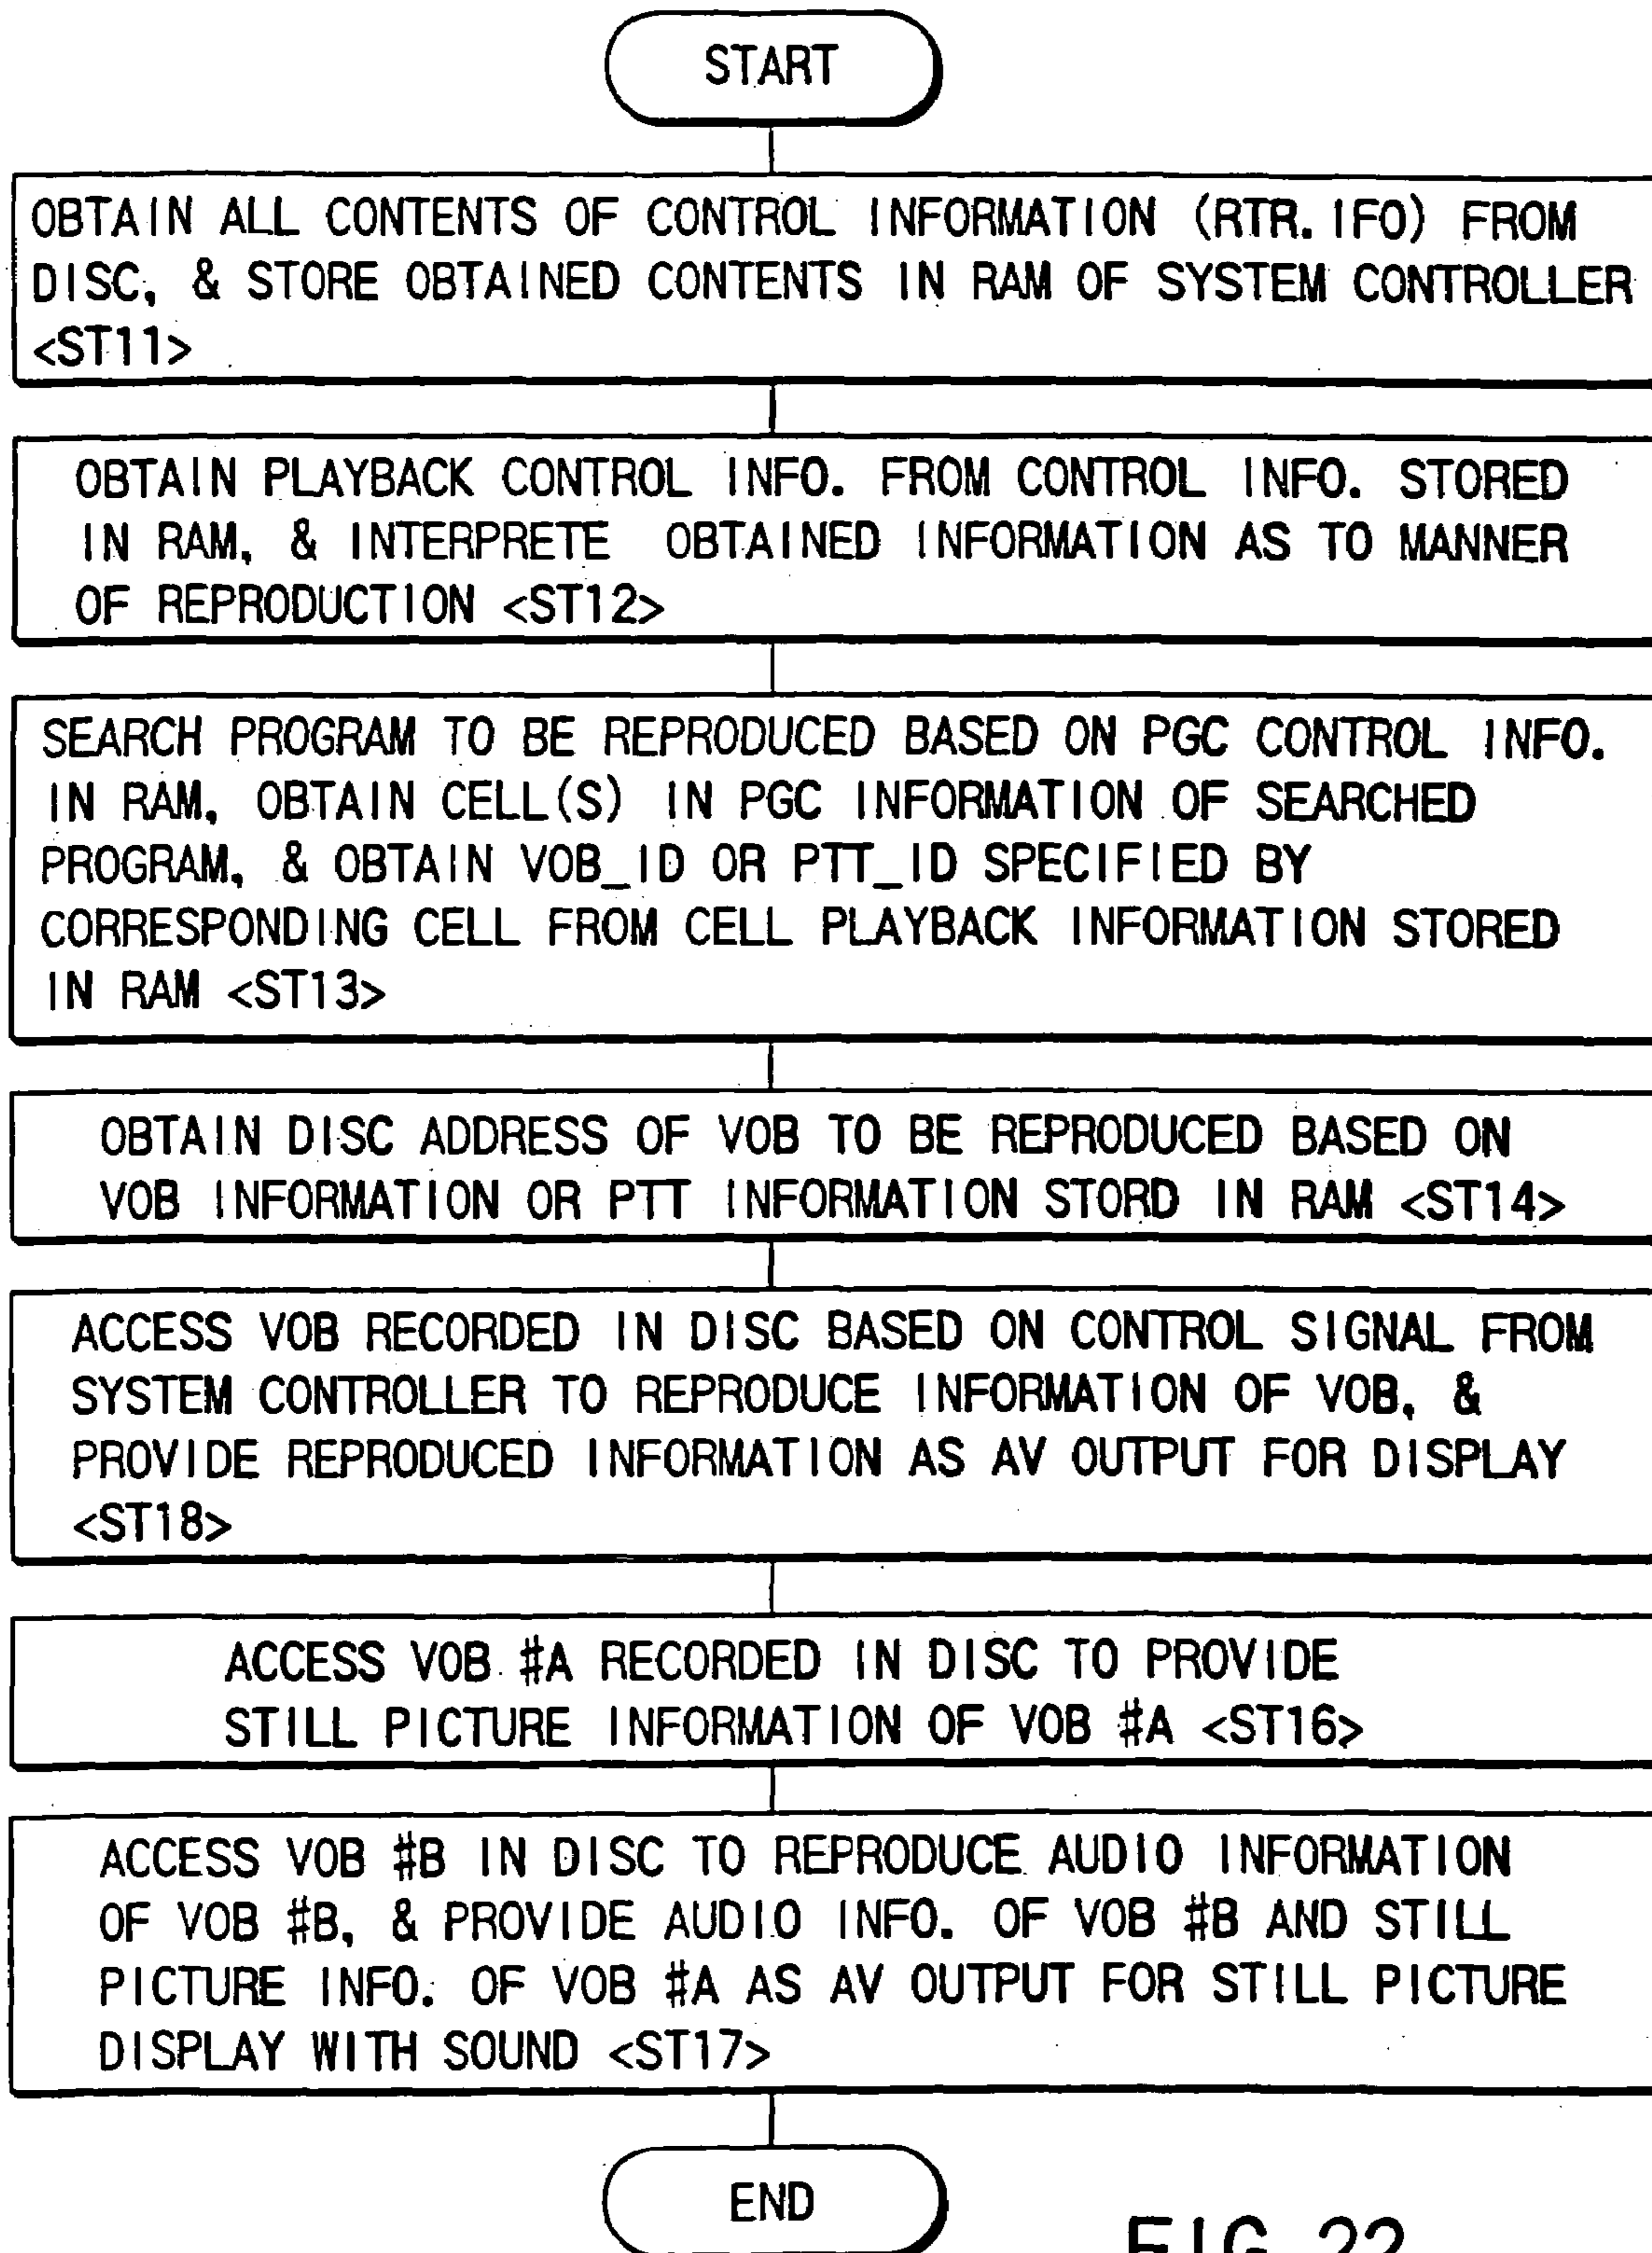 START
OBTAIN ALL CONTENTS OF CONTROL INFORMATION (RTR.IFO) FROM
DISC, & STORE OBTAINED CONTENTS IN RAM OF SYSTEM CONTROLLER
<ST11>
OBTAIN PLAYBACK CONTROL INFO. FROM CONTROL INFO. STORED
IN RAM, & INTERPRETE OBTAINED INFORMATION AS TO MANNER
OF REPRODUCTION <ST12>
SEARCH PROGRAM TO BE REPRODUCED BASED ON PGC CONTROL INFO.
IN RAM, OBTAIN CELL(S) IN PGC INFORMATION OF SEARCHED
PROGRAM, & OBTAIN VOB_ID OR PTT_ID SPECIFIED BY
CORRESPONDING CELL FROM CELL PLAYBACK INFORMATION STORED
IN RAM <ST13>
OBTAIN DISC ADDRESS OF VOB TO BE REPRODUCED BASED ON
VOB INFORMATION OR PTT INFORMATION STORD IN RAM <ST14>
ACCESS VOB RECORDED IN DISC BASED ON CONTROL SIGNAL FROM
SYSTEM CONTROLLER TO REPRODUCE INFORMATION OF VOB, &
PROVIDE REPRODUCED INFORMATION AS AV OUTPUT FOR DISPLAY
<ST18>
ACCESS VOB #A RECORDED IN DISC TO PROVIDE
STILL PICTURE INFORMATION OF VOB #A <ST16>
ACCESS VOB #B IN DISC TO REPRODUCE AUDIO INFORMATION
OF VOB #B, & PROVIDE AUDIO INFO. OF VOB #B AND STILL
PICTURE INFO. OF VOB #A AS AV OUTPUT FOR STILL PICTURE
DISPLAY WITH SOUND <ST17>
END
FIG. 22